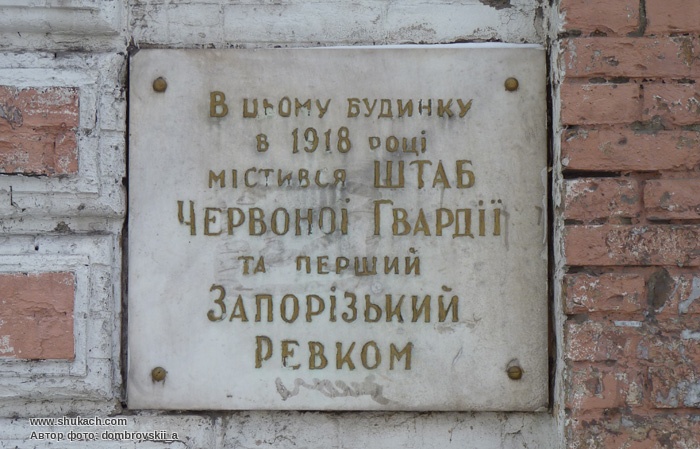 В цьому будинку
в 1918 році
містився ШТАБ
ЧЕРВОНОЇ ГВАРДІЇ
та перший
ЗАПОРІЗЬКИЙ
РЕВКОМ
www.shukach.com
Автор фото: dombrovskii_a